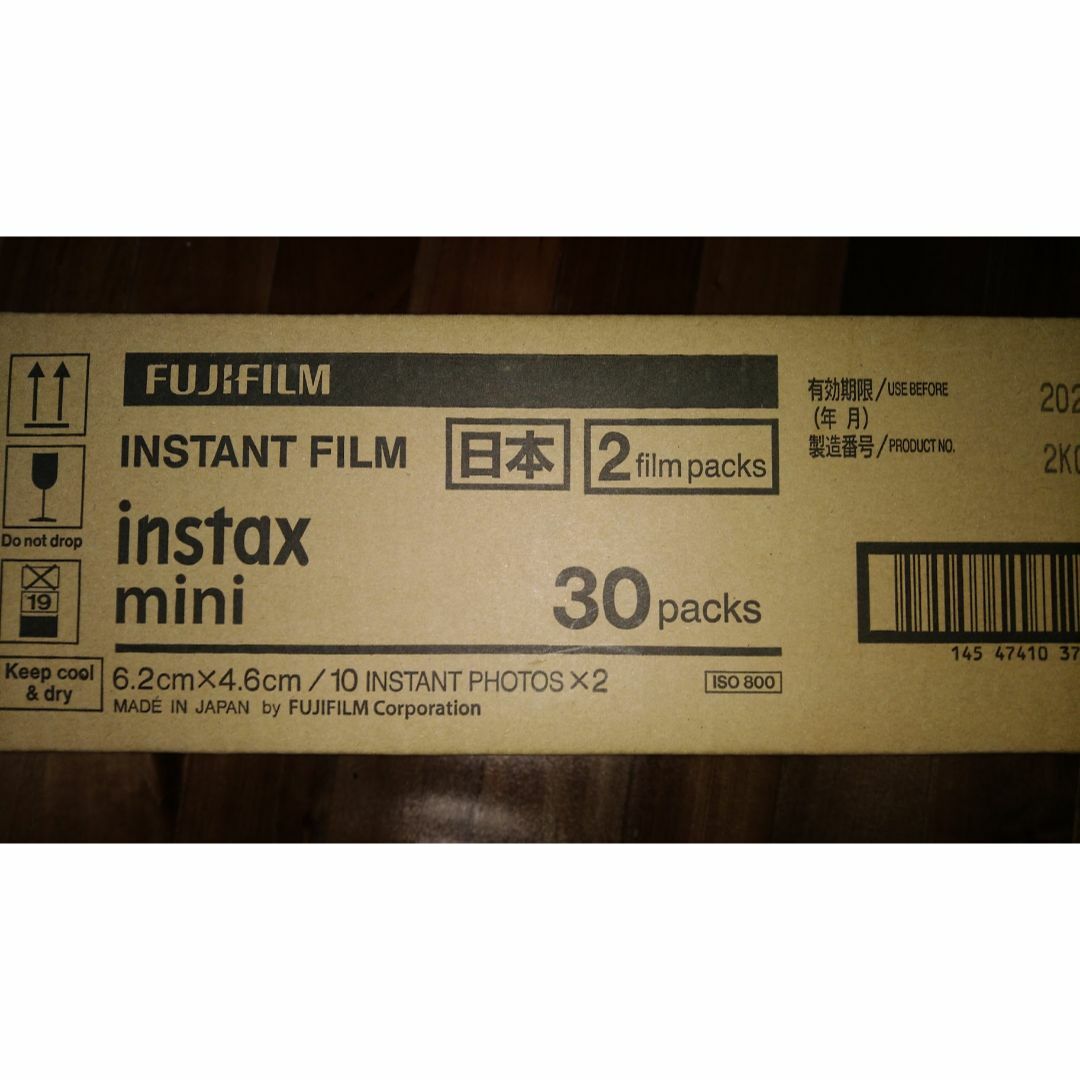 FUJIFILM
INSTANT FILM
日本
2 film packs
instax
mini
30 packs
6.2cm×4.6cm / 10 INSTANT PHOTOS×2
ISO 800
MADE IN JAPAN by FUJIFILM Corporation
Do not drop
19
Keep cool
& dry
有効期限/USE BEFORE
(年 月)
製造番号/PRODUCT NO.
145 47410 37